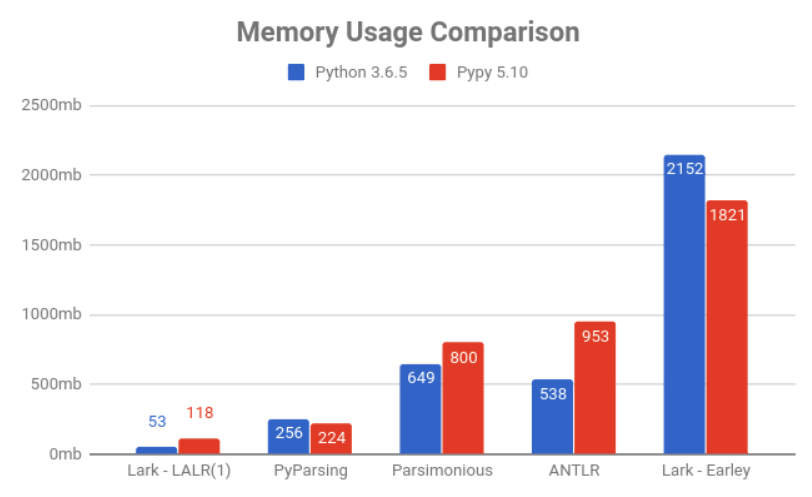 Memory Usage Comparison
Python 3.6.5 Pypy 5.10
2500mb
2000mb
1500mb
1000mb
500mb
0mb
53 118 256 224 649 800 538 953 2152 1821
Lark - LALR(1) PyParsing Parsimonious ANTLR Lark - Earley